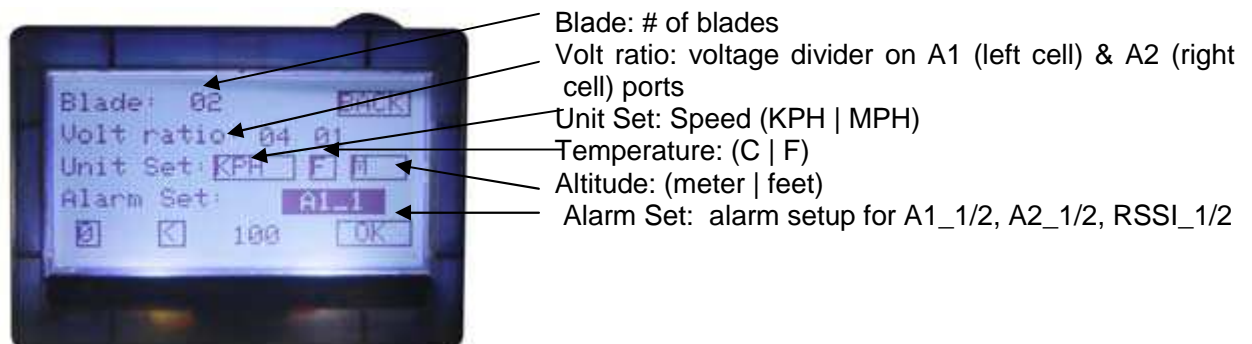 Blade: 02 BACK
Volt ratio 04 01
Unit Set: KPH F M
Alarm Set: A1_1
0 < 100 OK
Blade: # of blades
Volt ratio: voltage divider on A1 (left cell) & A2 (right
cell) ports
Unit Set: Speed (KPH | MPH)
Temperature: (C | F)
Altitude: (meter | feet)
Alarm Set: alarm setup for A1_1/2, A2_1/2, RSSI_1/2